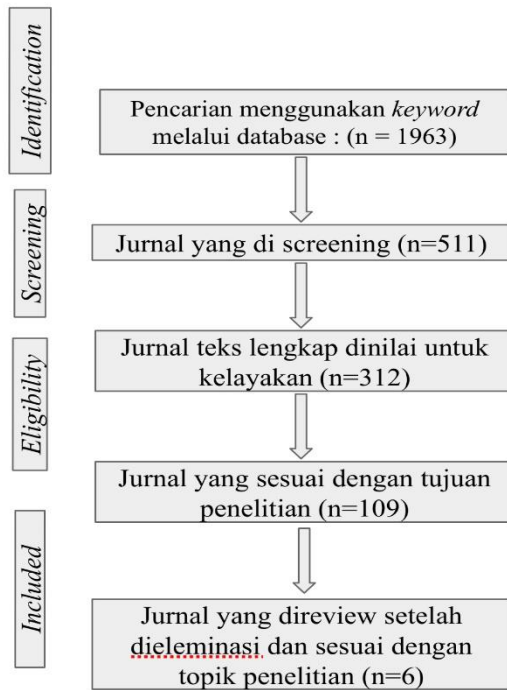 Identification
Pencarian menggunakan keyword
melalui database : (n = 1963)
Screening
Jurnal yang di screening (n=511)
Eligibility
Jurnal teks lengkap dinilai untuk
kelayakan (n=312)
Jurnal yang sesuai dengan tujuan
penelitian (n=109)
Included
Jurnal yang direview setelah
dieleminasi dan sesuai dengan
topik penelitian (n=6)